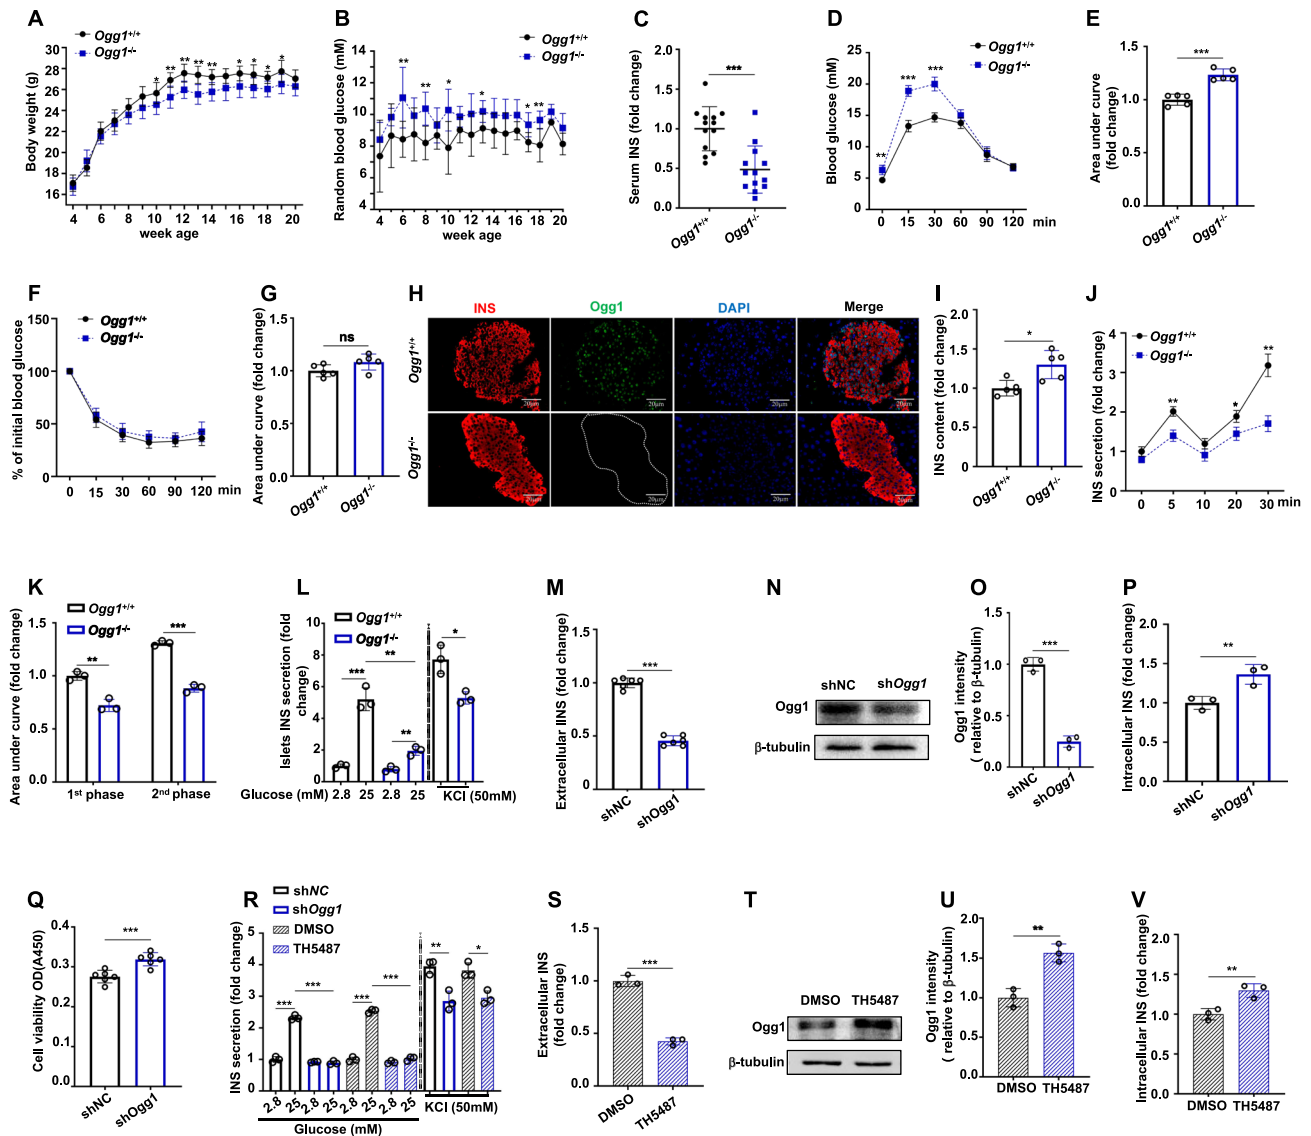 A
Ogg1+/+
Ogg1-/-
Body weight (g)
30
28
26
24
22
20
18
16
* ** ** ** ** * * ** *
4 6 8 10 12 14 16 18 20
week age
B
Ogg1+/+
Ogg1-/-
Random blood glucose (mM)
14
12
10
8
6
4
2
0
** ** * * * **
4 6 8 10 12 14 16 18 20
week age
C
Serum INS (fold change)
2.0
1.5
1.0
0.5
0.0
***
Ogg1+/+ Ogg1-/-
D
Ogg1+/+
Ogg1-/-
Blood glucose (mM)
25
20
15
10
5
0
** *** ***
0 15 30 60 90 120 min
E
Area under curve
(fold change)
1.5
1.0
0.5
0.0
***
Ogg1+/+ Ogg1-/-
F
Ogg1+/+
Ogg1-/-
% of initial blood glucose
150
100
50
0
0 15 30 60 90 120 min
G
Area under curve (fold change)
1.5
1.0
0.5
0.0
ns
Ogg1+/+ Ogg1-/-
H
INS Ogg1 DAPI Merge
Ogg1+/+
20μm 20μm 20μm 20μm
Ogg1-/-
20μm 20μm 20μm 20μm
I
INS content (fold change)
2.0
1.5
1.0
0.5
0
*
Ogg1+/+ Ogg1-/-
J
Ogg1+/+
Ogg1-/-
INS secretion (fold change)
4
3
2
1
0
** * **
0 5 10 20 30 min
K
Ogg1+/+
Ogg1-/-
Area under curve (fold change)
1.5
1.0
0.5
0.0
** ***
1st phase 2nd phase
L
Ogg1+/+
Ogg1-/-
Islets INS secretion (fold
change)
10
8
6
4
2
0
*** ** ** *
Glucose (mM) 2.8 25 2.8 25 KCl (50mM)
M
Extracellular IINS (fold change)
2.0
1.5
1.0
0.5
0.0
***
shNC shOgg1
N
shNC shOgg1
Ogg1
β-tubulin
O
Ogg1 intensity
( relative to β-tubulin)
1.5
1.0
0.5
0.0
***
shNC shOgg1
P
Intracellular INS (fold change)
2.0
1.5
1.0
0.5
0.0
**
shNC shOgg1
Q
Cell viability OD(A450)
0.4
0.3
0.2
0.1
0.0
***
shNC shOgg1
R
shNC
shOgg1
DMSO
TH5487
INS secretion (fold change)
5
4
3
2
1
0
*** *** *** *** ** *
2.8 25 2.8 25 2.8 25 2.8 25
Glucose (mM)
KCl (50mM)
S
Extracellular INS
(fold change)
1.5
1.0
0.5
0.0
***
DMSO TH5487
T
DMSO TH5487
Ogg1
β-tubulin
U
Ogg1 intensity
( relative to β-tubulin)
2.0
1.5
1.0
0.5
0.0
**
DMSO TH5487
V
Intracellular INS (fold change)
2.0
1.5
1.0
0.5
0.0
**
DMSO TH5487